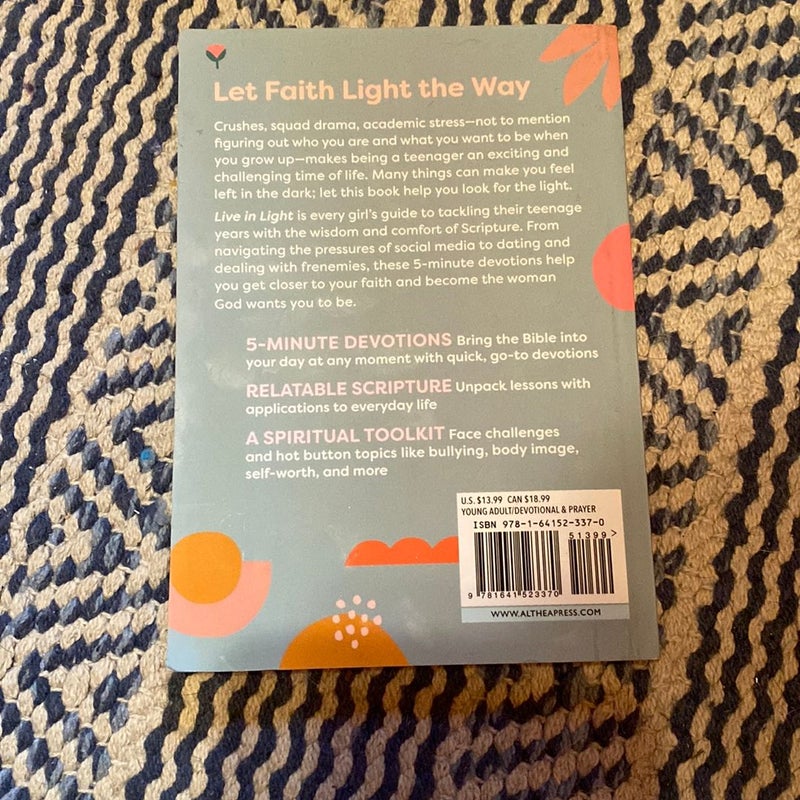 Let Faith Light the Way
Crushes, squad drama, academic stress—not to mention
figuring out who you are and what you want to be when
you grow up—makes being a teenager an exciting and
challenging time of life. Many things can make you feel
left in the dark; let this book help you look for the light.
Live in Light is every girl's guide to tackling their teenage
years with the wisdom and comfort of Scripture. From
navigating the pressures of social media to dating and
dealing with frenemies, these 5-minute devotions help
you get closer to your faith and become the woman
God wants you to be.
5-MINUTE DEVOTIONS Bring the Bible into
your day at any moment with quick, go-to devotions
RELATABLE SCRIPTURE Unpack lessons with
applications to everyday life
A SPIRITUAL TOOLKIT Face challenges
and hot button topics like bullying, body image,
self-worth, and more
U.S. $13.99 CAN $18.99
YOUNG ADULT/DEVOTIONAL & PRAYER
ISBN 978-1-64152-337-0
51399>
9 781641 523370
WWW.ALTHEAPRESS.COM